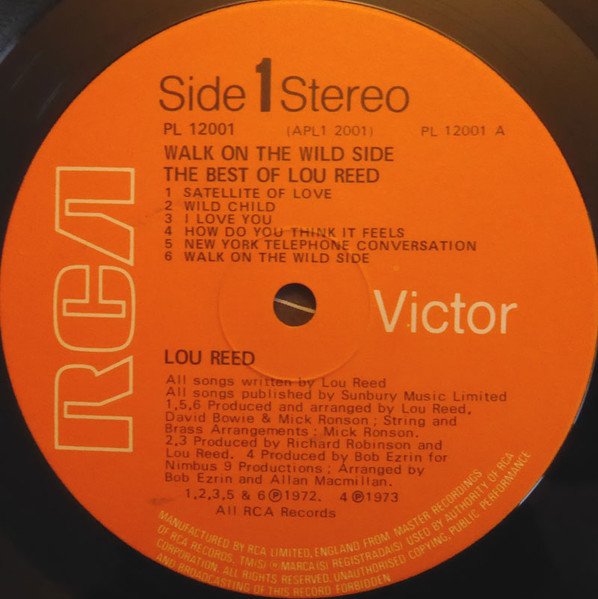 Side 1 Stereo
PL 12001 (APL1 2001) PL 12001 A
WALK ON THE WILD SIDE
THE BEST OF LOU REED
1 SATELLITE OF LOVE
2 WILD CHILD
3 I LOVE YOU
4 HOW DO YOU THINK IT FEELS
5 NEW YORK TELEPHONE CONVERSATION
6 WALK ON THE WILD SIDE
RCA
Victor
LOU REED
All songs written by Lou Reed
All songs published by Sunbury Music Limited
1,5,6 Produced and arranged by Lou Reed,
David Bowie & Mick Ronson; String and
Brass Arrangements: Mick Ronson.
2,3 Produced by Richard Robinson and
Lou Reed. 4 Produced by Bob Ezrin for
Nimbus 9 Productions; Arranged by
Bob Ezrin and Allan Macmillan.
1,2,3,5 & 6 ℗1972. 4 ℗1973
All RCA Records
MANUFACTURED BY RCA LIMITED, ENGLAND FROM MASTER RECORDINGS
OF RCA RECORDS, TM(S) ® MARCA(S) REGISTRADA(S) USED BY AUTHORITY OF RCA
CORPORATION. ALL RIGHTS RESERVED. UNAUTHORISED COPYING, PUBLIC PERFORMANCE
AND BROADCASTING OF THIS RECORD FORBIDDEN